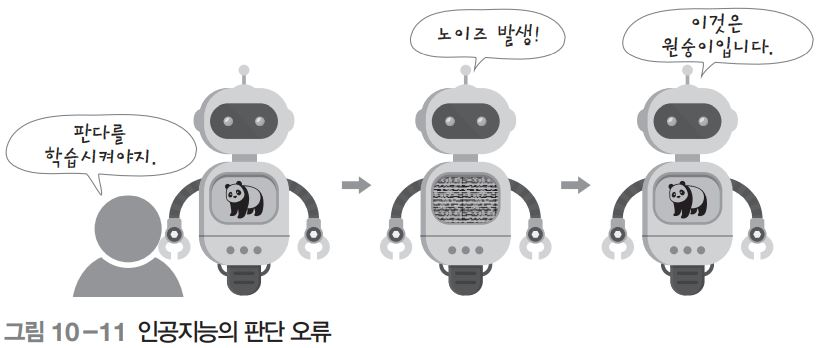 판다를
학습시켜야지.
노이즈 발생!
이것은
원숭이입니다.
그림 10-11 인공지능의 판단 오류